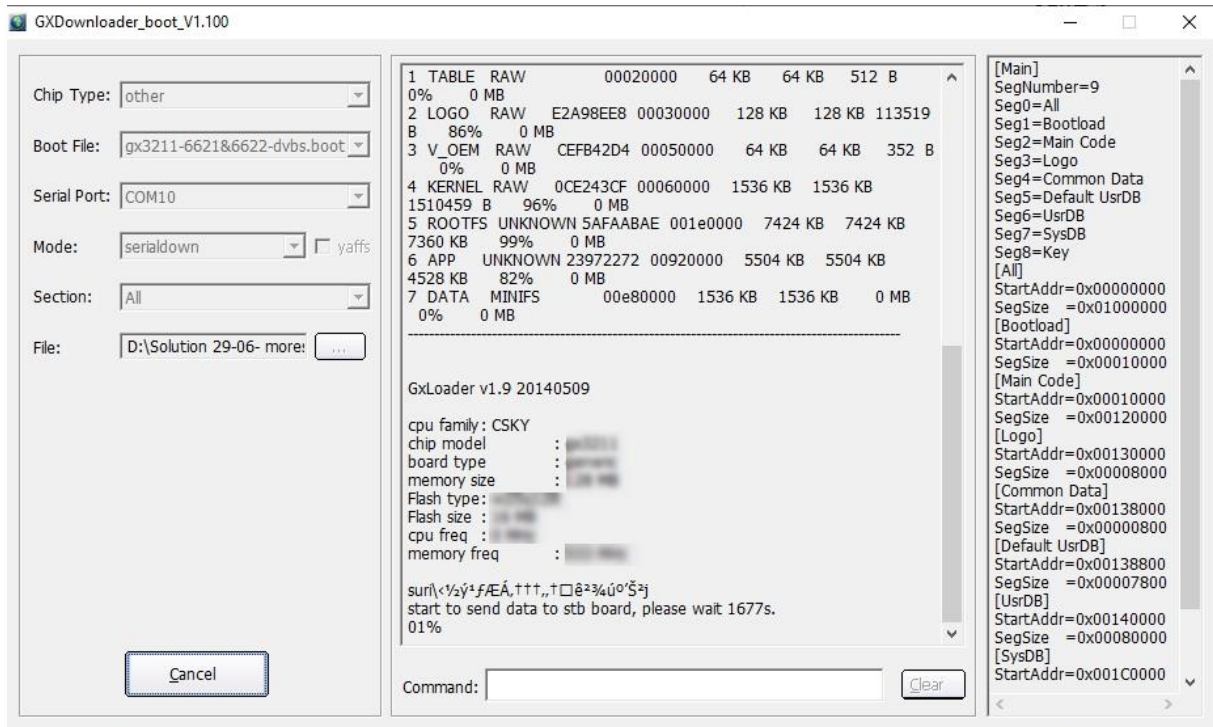 GXDownloader_boot_V1.100
Chip Type: other
Boot File: gx3211-6621&6622-dvbs.boot
Serial Port: COM10
Mode: serialdown yaffs
Section: All
File: D:\Solution 29-06- more: ...
Cancel
1 TABLE RAW 00020000 64 KB 64 KB 512 B
0% 0 MB
2 LOGO RAW E2A98EE8 00030000 128 KB 128 KB 113519
B 86% 0 MB
3 V_OEM RAW CEFB42D4 00050000 64 KB 64 KB 352 B
0% 0 MB
4 KERNEL RAW 0CE243CF 00060000 1536 KB 1536 KB
1510459 B 96% 0 MB
5 ROOTFS UNKNOWN 5AFAABAE 001e0000 7424 KB 7424 KB
7360 KB 99% 0 MB
6 APP UNKNOWN 23972272 00920000 5504 KB 5504 KB
4528 KB 82% 0 MB
7 DATA MINIFS 00e80000 1536 KB 1536 KB 0 MB
0% 0 MB
--------------------------------------------------
GxLoader v1.9 20140509
cpu family : CSKY
chip model :
board type :
memory size :
Flash type :
Flash size :
cpu freq :
memory freq :
start to send data to stb board, please wait 1677s.
01%
Command:
Clear
[Main]
SegNumber=9
Seg0=All
Seg1=Bootload
Seg2=Main Code
Seg3=Logo
Seg4=Common Data
Seg5=Default UsrDB
Seg6=UsrDB
Seg7=SysDB
Seg8=Key
[All]
StartAddr=0x00000000
SegSize =0x01000000
[Bootload]
StartAddr=0x00000000
SegSize =0x00010000
[Main Code]
StartAddr=0x00010000
SegSize =0x00120000
[Logo]
StartAddr=0x00130000
SegSize =0x00008000
[Common Data]
StartAddr=0x00138000
SegSize =0x00000800
[Default UsrDB]
StartAddr=0x00138800
SegSize =0x00007800
[UsrDB]
StartAddr=0x00140000
SegSize =0x00080000
[SysDB]
StartAddr=0x001C0000